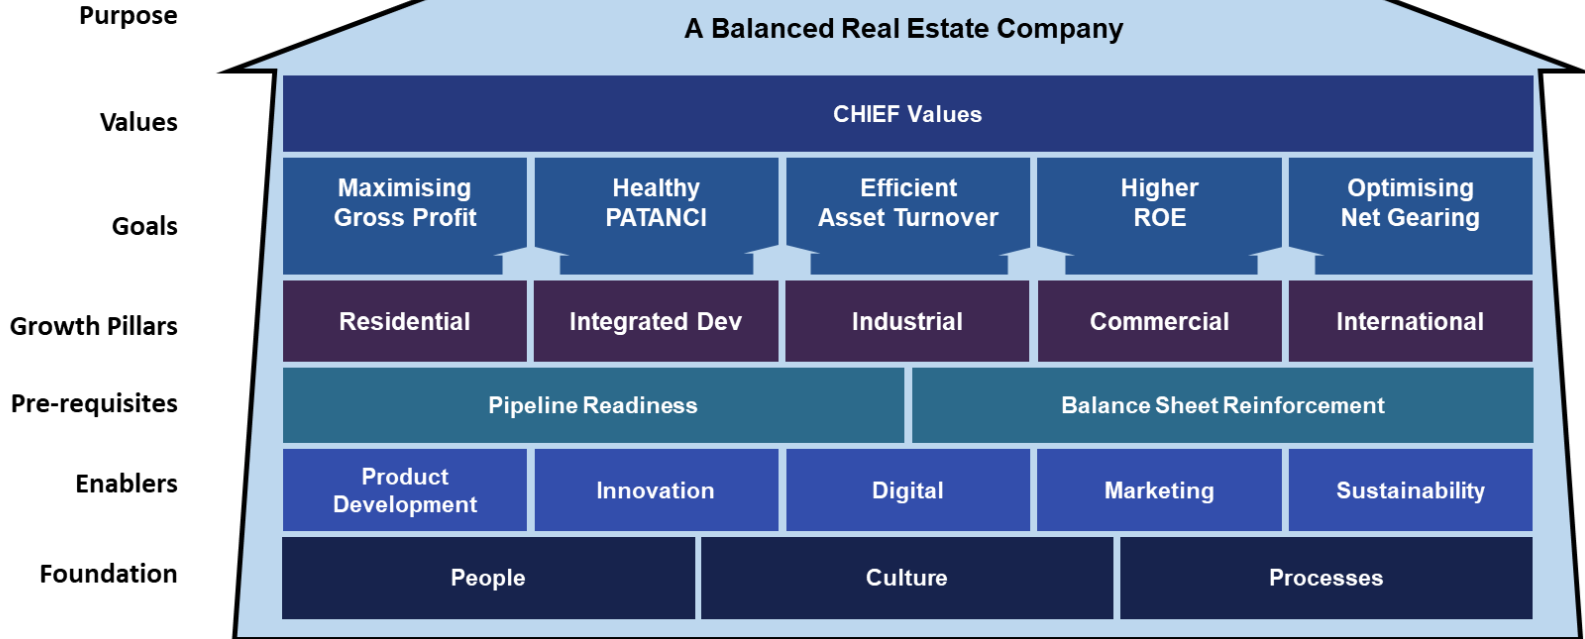 Purpose
A Balanced Real Estate Company
Values
CHIEF Values
Goals
Maximising
Gross Profit
Healthy
PATANCI
Efficient
Asset Turnover
Higher
ROE
Optimising
Net Gearing
Growth Pillars
Residential
Integrated Dev
Industrial
Commercial
International
Pre-requisites
Pipeline Readiness
Balance Sheet Reinforcement
Enablers
Product
Development
Innovation
Digital
Marketing
Sustainability
Foundation
People
Culture
Processes